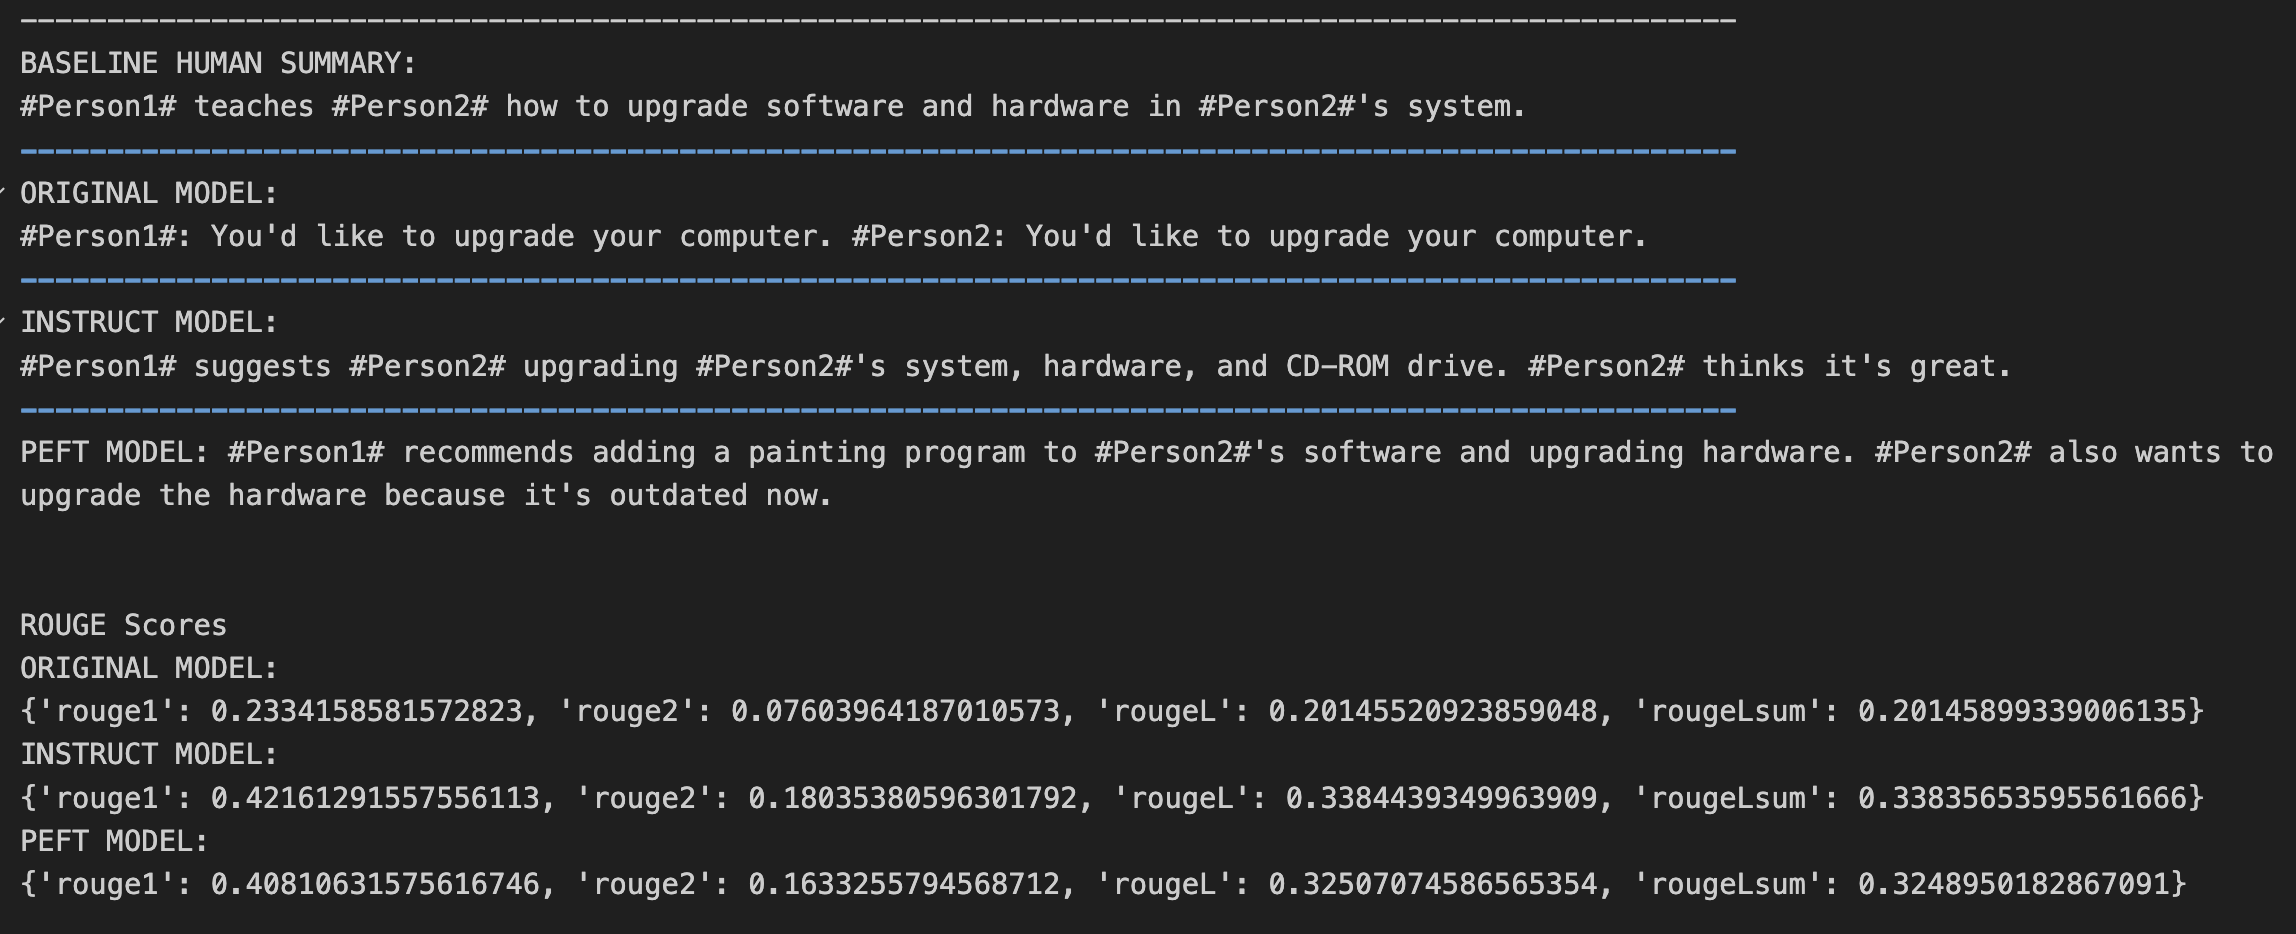 ---------------------------------------------------------------------------------------------------
BASELINE HUMAN SUMMARY:
#Person1# teaches #Person2# how to upgrade software and hardware in #Person2#'s system.
---------------------------------------------------------------------------------------------------
ORIGINAL MODEL:
#Person1#: You'd like to upgrade your computer. #Person2: You'd like to upgrade your computer.
---------------------------------------------------------------------------------------------------
INSTRUCT MODEL:
#Person1# suggests #Person2# upgrading #Person2#'s system, hardware, and CD-ROM drive. #Person2# thinks it's great.
---------------------------------------------------------------------------------------------------
PEFT MODEL: #Person1# recommends adding a painting program to #Person2#'s software and upgrading hardware. #Person2# also wants to
upgrade the hardware because it's outdated now.
ROUGE Scores
ORIGINAL MODEL:
{'rouge1': 0.2334158581572823, 'rouge2': 0.07603964187010573, 'rougeL': 0.20145520923859048, 'rougeLsum': 0.20145899339006135}
INSTRUCT MODEL:
{'rouge1': 0.42161291557556113, 'rouge2': 0.18035380596301792, 'rougeL': 0.3384439349963909, 'rougeLsum': 0.33835653595561666}
PEFT MODEL:
{'rouge1': 0.40810631575616746, 'rouge2': 0.1633255794568712, 'rougeL': 0.32507074586565354, 'rougeLsum': 0.3248950182867091}